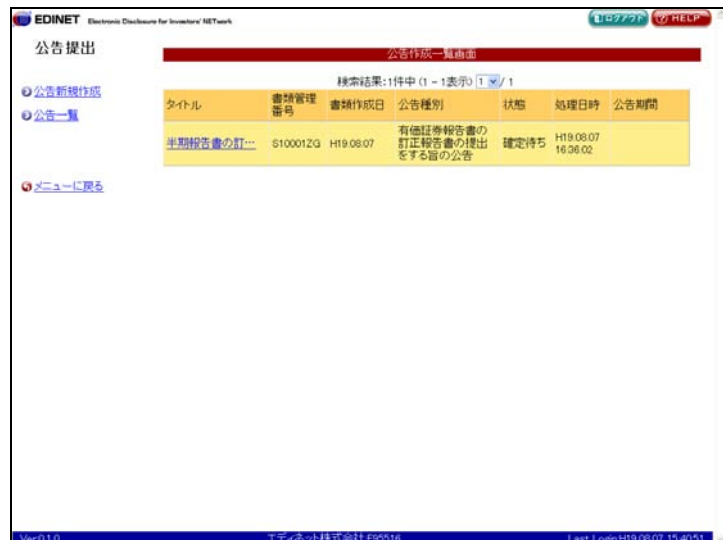 EDINET Electronic Disclosure for Investors' NETwork
ログアウト HELP
公告提出
公告作成一覧画面
公告新規作成
公告一覧
メニューに戻る
検索結果:1件中(1 - 1表示) 1 / 1
タイトル 書類管理番号 書類作成日 公告種別 状態 処理日時 公告期間
半期報告書の訂… S10001ZG H19.08.07 有価証券報告書の訂正報告書の提出をする旨の公告 確定待ち H19.08.07 16:36:02
Ver.0.1.0 エディネット株式会社:E95516 Last Login:H19.08.07 15:40:51